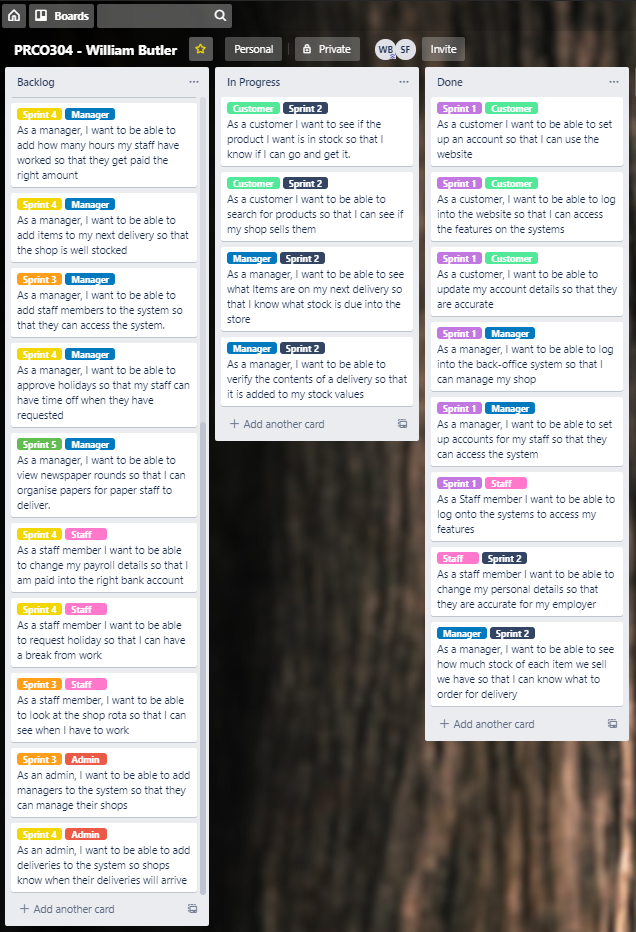 Boards
PRCO304 - William Butler
Personal
Private
WB
SF
Invite
Backlog
Sprint 4 Manager
As a manager, I want to be able to
add how many hours my staff have
worked so that they get paid the
right amount
Sprint 4 Manager
As a manager, I want to be able to
add items to my next delivery so that
the shop is well stocked
Sprint 3 Manager
As a manager, I want to be able to
add staff members to the system so
that they can access the system.
Sprint 4 Manager
As a manager, I want to be able to
approve holidays so that my staff can
have time off when they have
requested
Sprint 5 Manager
As a manager, I want to be able to
view newspaper rounds so that I can
organise papers for paper staff to
deliver.
Sprint 4 Staff
As a staff member I want to be able
to change my payroll details so that I
am paid into the right bank account
Sprint 4 Staff
As a staff member I want to be able
to request holiday so that I can have
a break from work
Sprint 3 Staff
As a staff member, I want to be able
to look at the shop rota so that I can
see when I have to work
Sprint 3 Admin
As an admin, I want to be able to add
managers to the system so that they
can manage their shops
Sprint 4 Admin
As an admin, I want to be able to add
deliveries to the system so shops
know when their deliveries will arrive
+ Add another card
In Progress
Customer Sprint 2
As a customer I want to see if the
product I want is in stock so that I
know if I can go and get it.
Customer Sprint 2
As a customer I want to be able to
search for products so that I can see if
my shop sells them
Manager Sprint 2
As a manager, I want to be able to see
what Items are on my next delivery so
that I know what stock is due into the
store
Manager Sprint 2
As a manager, I want to be able to
verify the contents of a delivery so that
it is added to my stock values
+ Add another card
Done
Sprint 1 Customer
As a customer I want to be able to set
up an account so that I can use the
website
Sprint 1 Customer
As a customer, I want to be able to log
into the website so that I can access
the features on the systems
Sprint 1 Customer
As a customer, I want to be able to
update my account details so that they
are accurate
Sprint 1 Manager
As a manager, I want to be able to log
into the back-office system so that I
can manage my shop
Sprint 1 Manager
As a manager, I want to be able to set
up accounts for my staff so that they
can access the system
Sprint 1 Staff
As a Staff member I want to be able to
log onto the systems to access my
features
Staff Sprint 2
As a staff member I want to be able to
change my personal details so that
they are accurate for my employer
Manager Sprint 2
As a manager, I want to be able to see
how much stock of each item we sell
we have so that I can know what to
order for delivery
+ Add another card